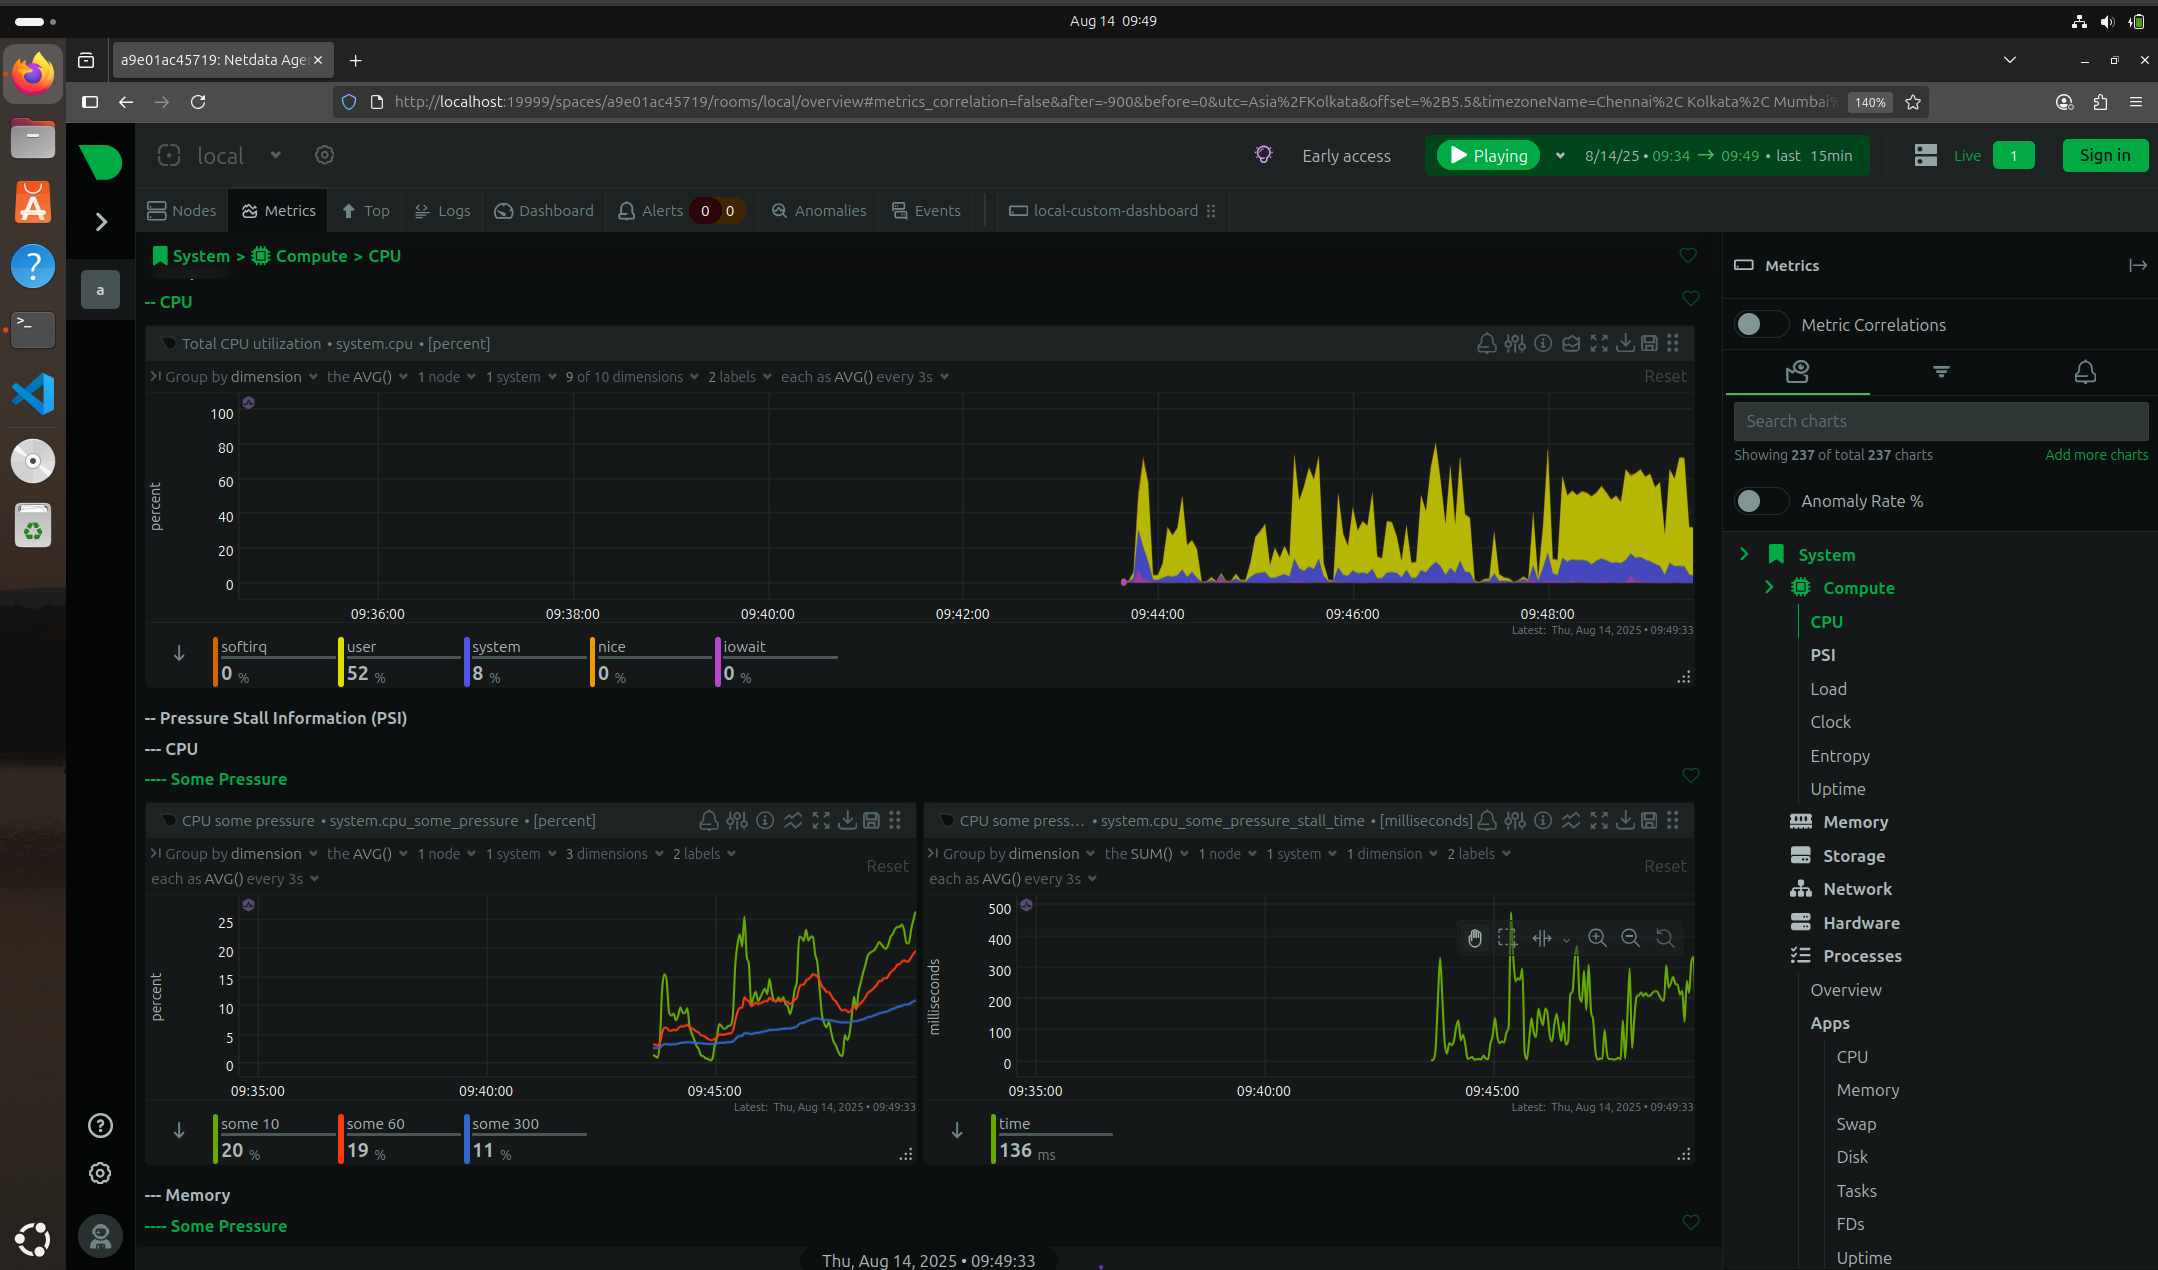 Aug 14 09:49
a9e01ac45719: Netdata Age
http://localhost:19999/spaces/a9e01ac45719/rooms/local/overview#metrics_correlation=false&after=-900&before=0&utc=Asia%2FKolkata&offset=%2B5.5&timezoneName=Chennai%2C Kolkata%2C Mumbai%
140%
local
Early access
Playing
8/14/25 • 09:34 → 09:49 • last 15min
Live
1
Sign in
Nodes
Metrics
Top
Logs
Dashboard
Alerts 0 0
Anomalies
Events
local-custom-dashboard
a
System > Compute > CPU
-- CPU
Total CPU utilization • system.cpu • [percent]
Group by dimension the AVG() 1 node 1 system 9 of 10 dimensions 2 labels each as AVG() every 3s
Reset
percent
100
80
60
40
20
0
09:36:00 09:38:00 09:40:00 09:42:00 09:44:00 09:46:00 09:48:00
Latest: Thu, Aug 14, 2025 • 09:49:33
softirq user system nice iowait
0 % 52 % 8 % 0 % 0 %
-- Pressure Stall Information (PSI)
--- CPU
---- Some Pressure
CPU some pressure • system.cpu_some_pressure • [percent]
Group by dimension the AVG() 1 node 1 system 3 dimensions 2 labels
each as AVG() every 3s
Reset
percent
25
20
15
10
5
0
09:35:00 09:40:00 09:45:00
Latest: Thu, Aug 14, 2025 • 09:49:33
some 10 some 60 some 300
20 % 19 % 11 %
CPU some press... • system.cpu_some_pressure_stall_time • [milliseconds]
Group by dimension the SUM() 1 node 1 system 1 dimension 2 labels
each as AVG() every 3s
Reset
milliseconds
500
400
300
200
100
0
09:35:00 09:40:00 09:45:00
Latest: Thu, Aug 14, 2025 • 09:49:33
time
136 ms
--- Memory
---- Some Pressure
Thu, Aug 14, 2025 • 09:49:33
Metrics
Metric Correlations
Search charts
Showing 237 of total 237 charts
Add more charts
Anomaly Rate %
System
Compute
CPU
PSI
Load
Clock
Entropy
Uptime
Memory
Storage
Network
Hardware
Processes
Overview
Apps
CPU
Memory
Swap
Disk
Tasks
FDs
Uptime